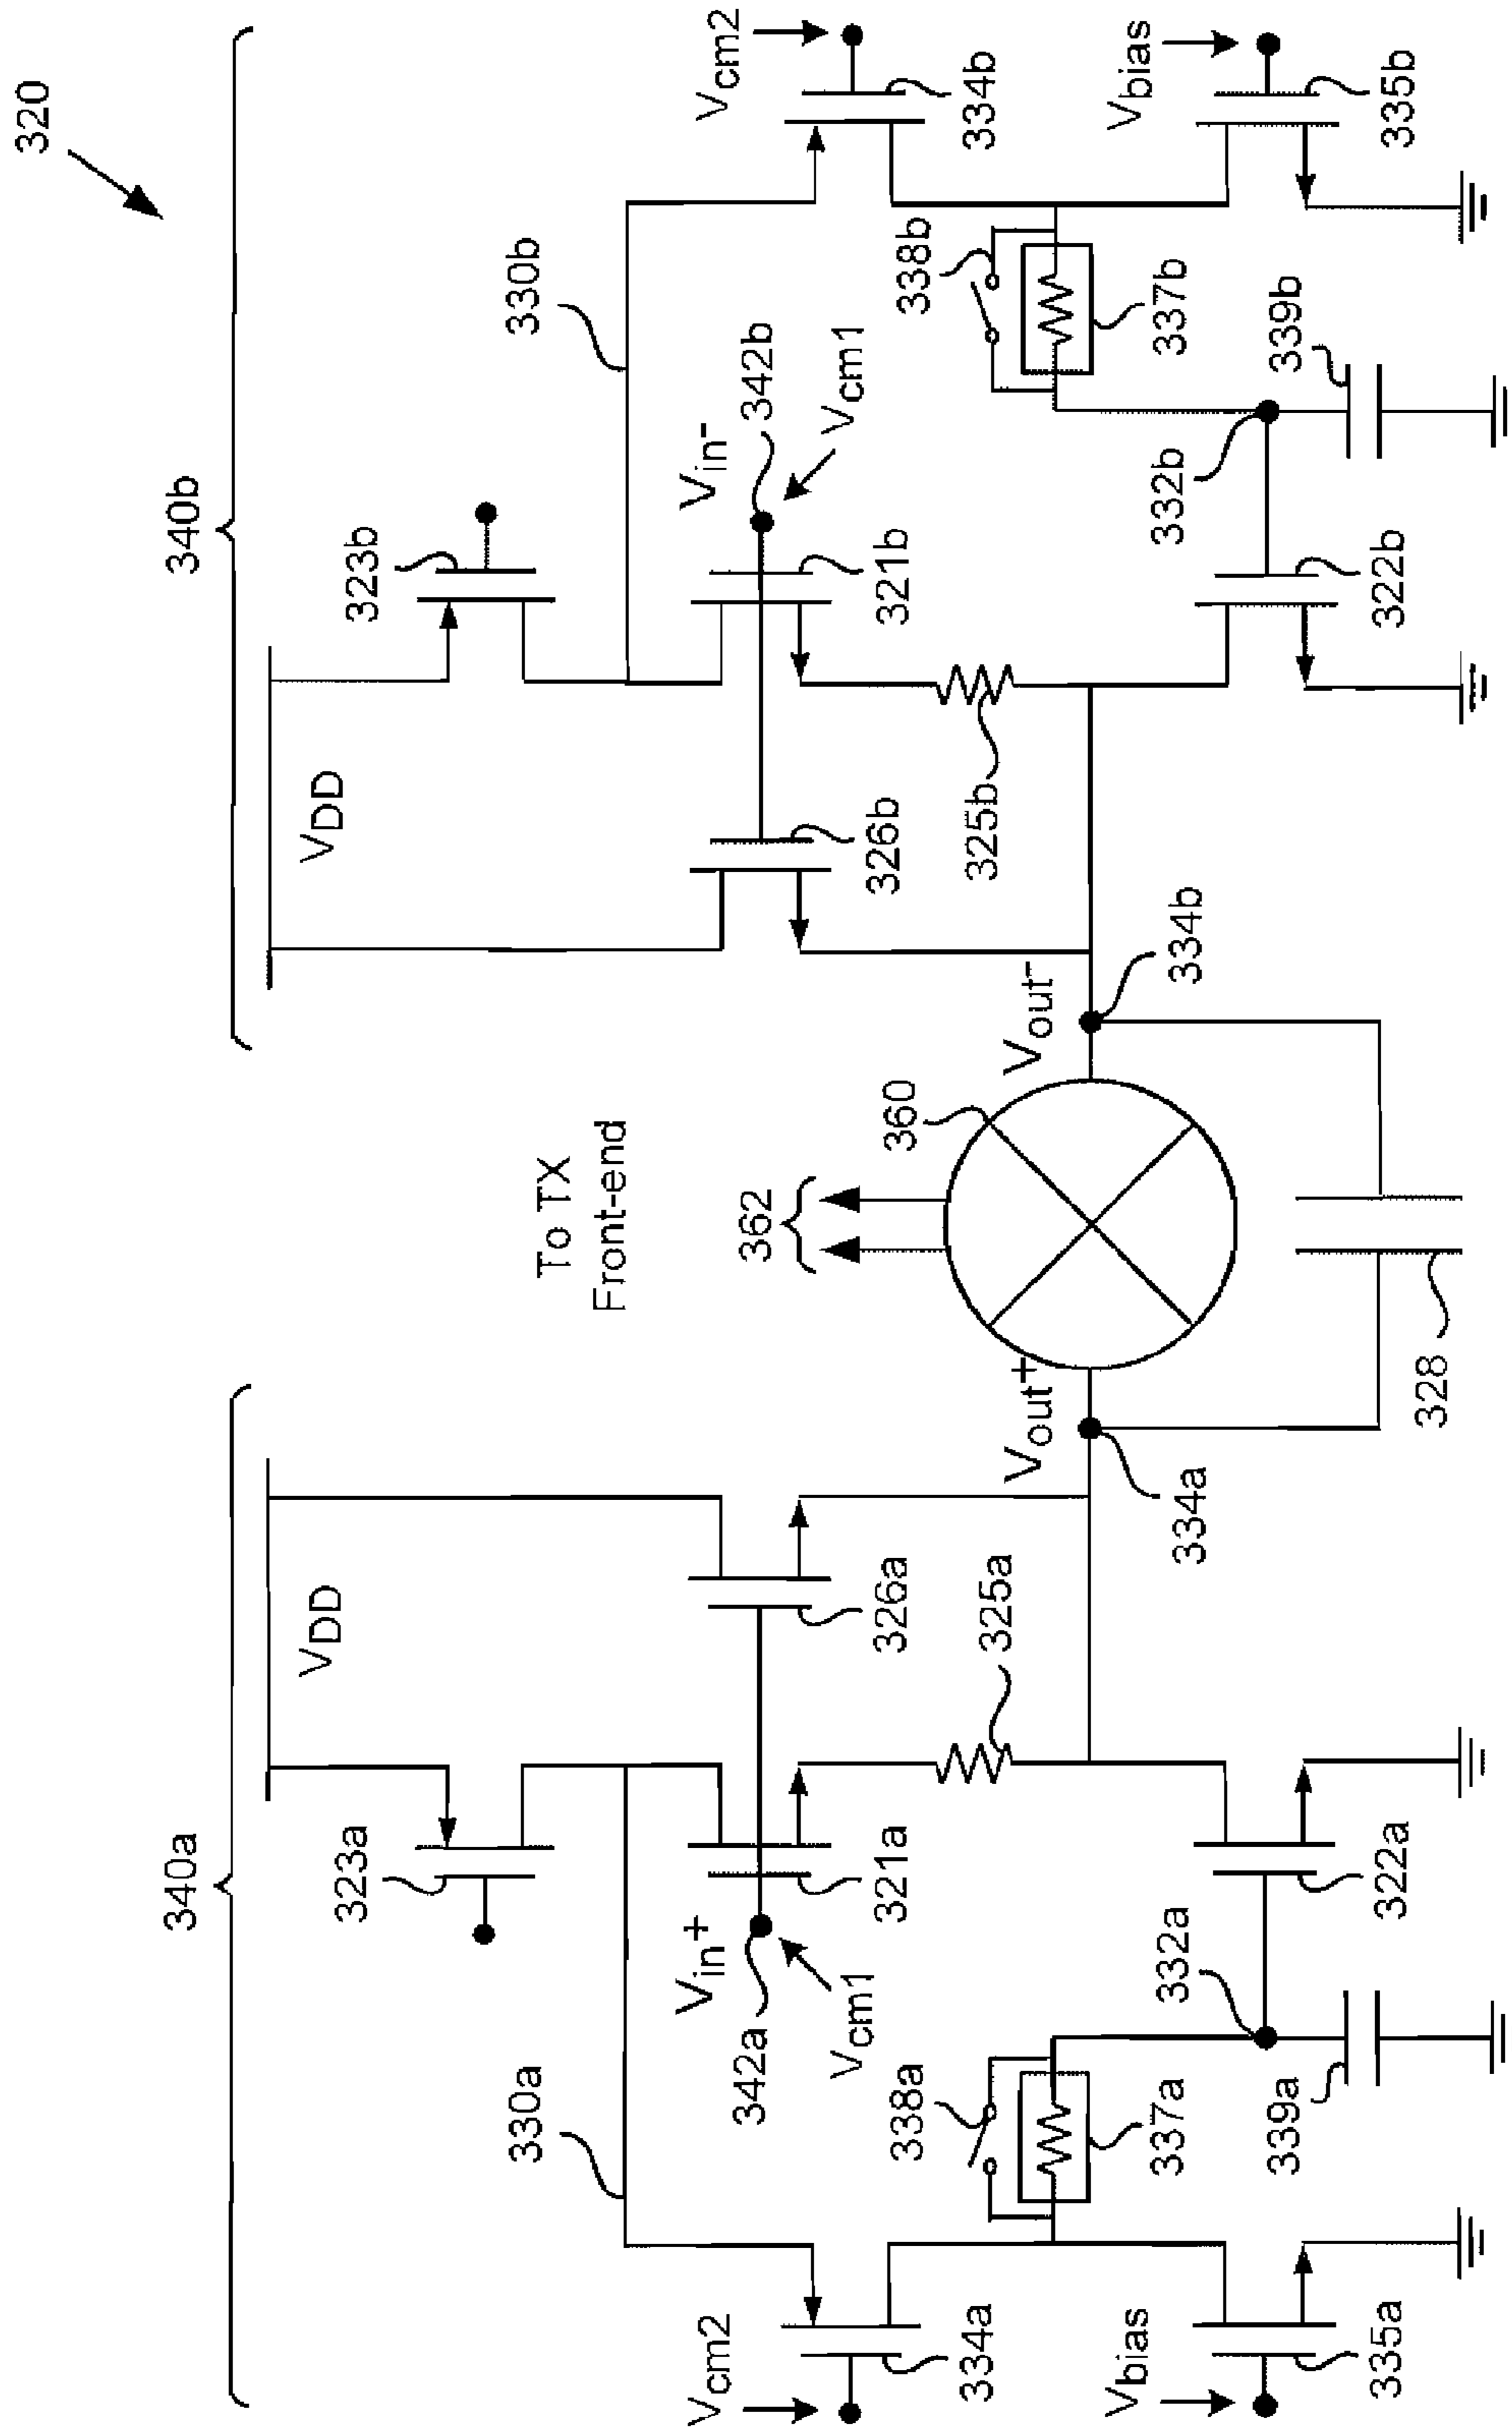 320
340a
340b
VDD
VDD
323a
323b
330a
330b
Vin+
342a
Vcm1
321a
326a
To TX
Front-end
362
360
326b
321b
Vin-
342b
Vcm1
Vcm2
334a
Vcm2
334b
325a
325b
Vout+
334a
Vout-
334b
338a
337a
338b
337b
332a
332b
339a
339b
322a
322b
328
Vbias
335a
Vbias
335b